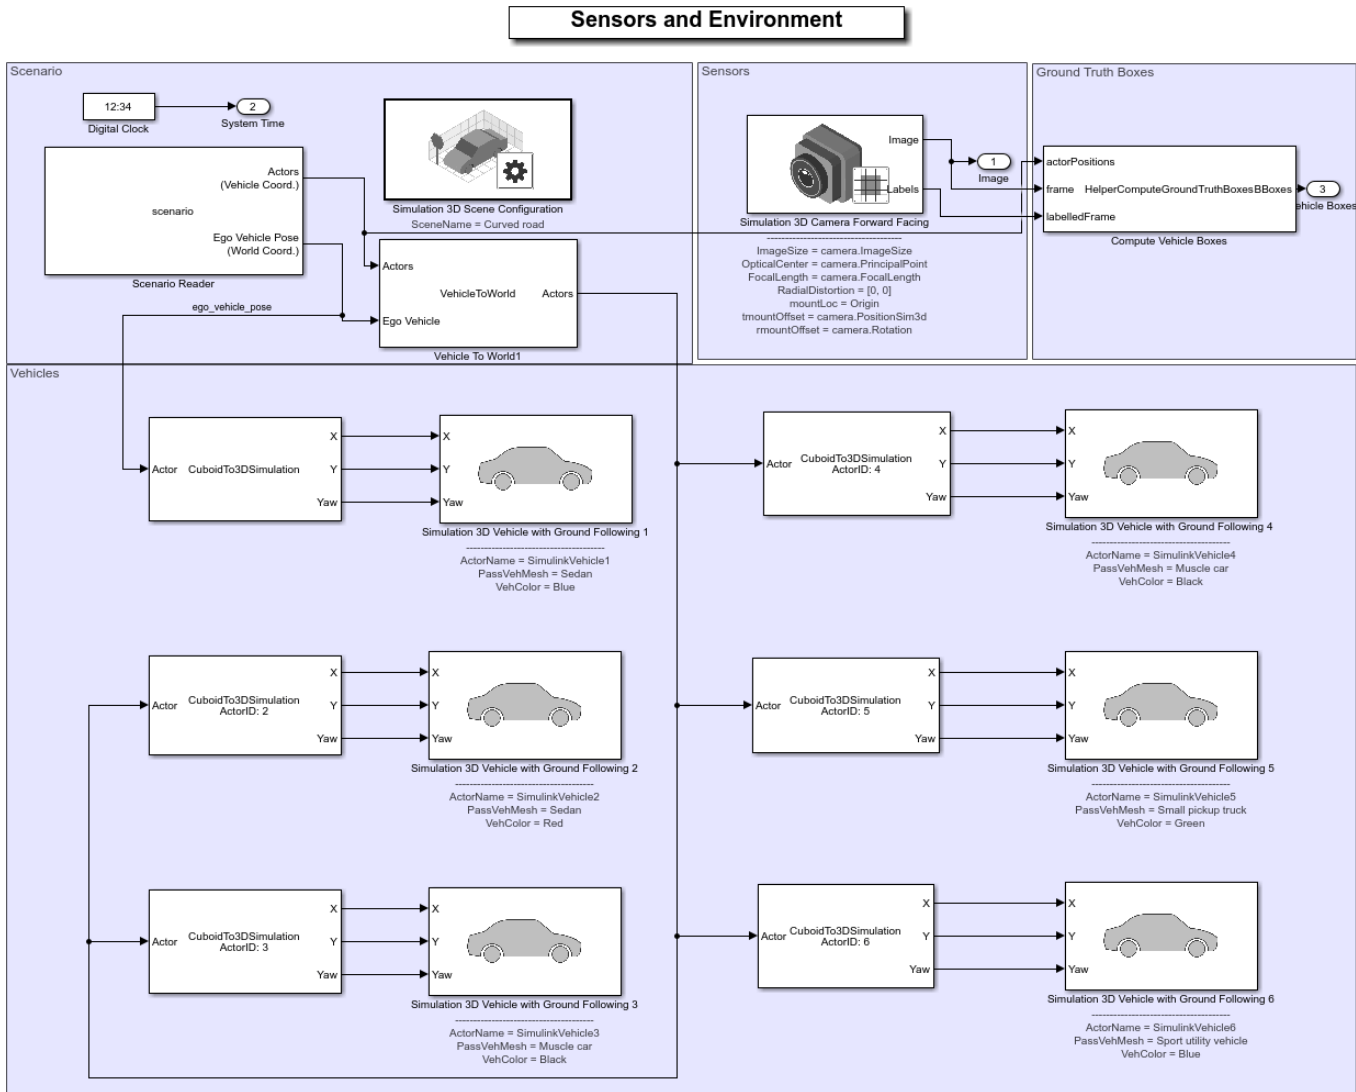 Sensors and Environment
Scenario
12:34
Digital Clock
2
System Time
Actors
(Vehicle Coord.)
scenario
Ego Vehicle Pose
(World Coord.)
Scenario Reader
Simulation 3D Scene Configuration
SceneName = Curved road
Actors
VehicleToWorld
Actors
Ego Vehicle
Vehicle To World1
ego_vehicle_pose
Sensors
Image
Labels
1
Image
Simulation 3D Camera Forward Facing
--------------------------------------
ImageSize = camera.ImageSize
OpticalCenter = camera.PrincipalPoint
FocalLength = camera.FocalLength
RadialDistortion = [0, 0]
mountLoc = Origin
tmountOffset = camera.PositionSim3d
rmountOffset = camera.Rotation
Ground Truth Boxes
actorPositions
frame
HelperComputeGroundTruthBoxes
BBoxes
labelledFrame
Compute Vehicle Boxes
3
ehicle Boxes
Vehicles
Actor
CuboidTo3DSimulation
X
Y
Yaw
X
Y
Yaw
Simulation 3D Vehicle with Ground Following 1
--------------------------------------
ActorName = SimulinkVehicle1
PassVehMesh = Sedan
VehColor = Blue
Actor
CuboidTo3DSimulation
ActorID: 4
X
Y
Yaw
X
Y
Yaw
Simulation 3D Vehicle with Ground Following 4
--------------------------------------
ActorName = SimulinkVehicle4
PassVehMesh = Muscle car
VehColor = Black
Actor
CuboidTo3DSimulation
ActorID: 2
X
Y
Yaw
X
Y
Yaw
Simulation 3D Vehicle with Ground Following 2
--------------------------------------
ActorName = SimulinkVehicle2
PassVehMesh = Sedan
VehColor = Red
Actor
CuboidTo3DSimulation
ActorID: 5
X
Y
Yaw
X
Y
Yaw
Simulation 3D Vehicle with Ground Following 5
--------------------------------------
ActorName = SimulinkVehicle5
PassVehMesh = Small pickup truck
VehColor = Green
Actor
CuboidTo3DSimulation
ActorID: 3
X
Y
Yaw
X
Y
Yaw
Simulation 3D Vehicle with Ground Following 3
--------------------------------------
ActorName = SimulinkVehicle3
PassVehMesh = Muscle car
VehColor = Black
Actor
CuboidTo3DSimulation
ActorID: 6
X
Y
Yaw
X
Y
Yaw
Simulation 3D Vehicle with Ground Following 6
--------------------------------------
ActorName = SimulinkVehicle6
PassVehMesh = Sport utility vehicle
VehColor = Blue